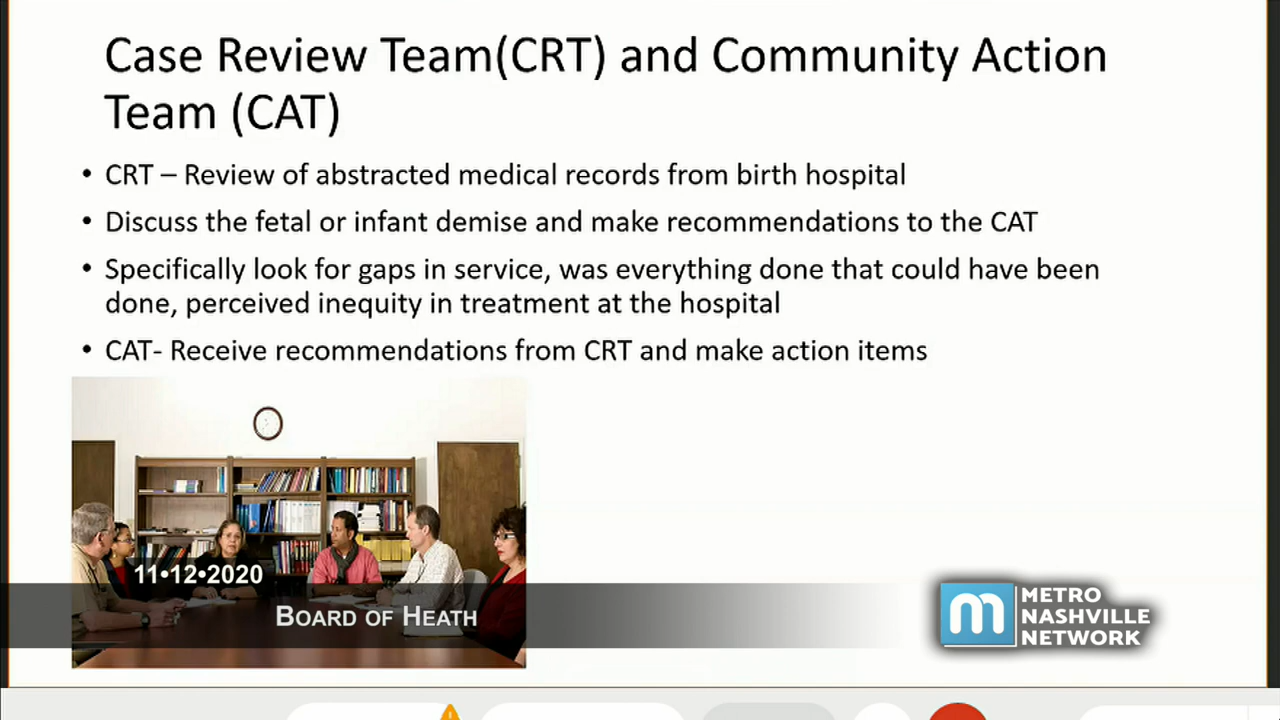 Case Review Team(CRT) and Community Action
Team (CAT)
• CRT – Review of abstracted medical records from birth hospital
• Discuss the fetal or infant demise and make recommendations to the CAT
• Specifically look for gaps in service, was everything done that could have been
done, perceived inequity in treatment at the hospital
• CAT- Receive recommendations from CRT and make action items
11•12•2020
BOARD OF HEATH
m
METRO
NASHVILLE
NETWORK